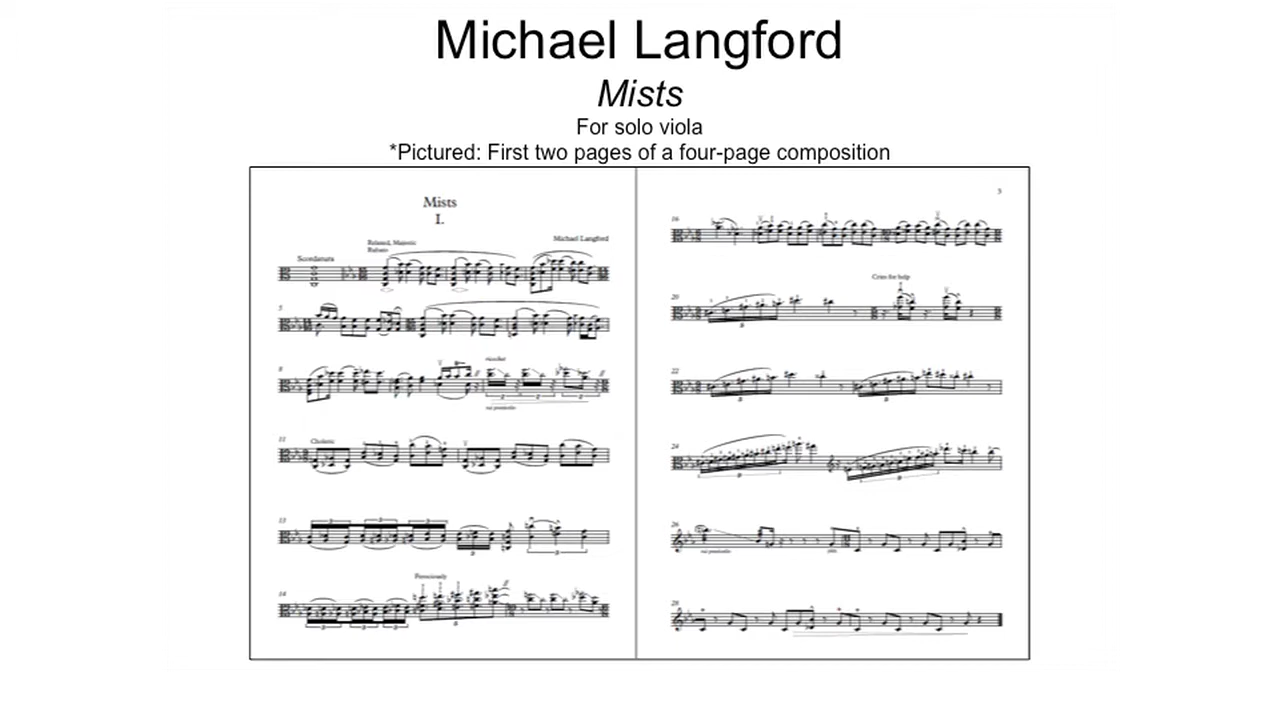 Michael Langford
Mists
For solo viola
*Pictured: First two pages of a four-page composition
Mists
I.
Michael Langford
Relaxed, Majestic
Rubato
Scordatura
5
8
ricochet
sul ponticello
11
Choleric
13
14
Ferociously
3
16
20
Cries for help
22
24
26
sul ponticello
28